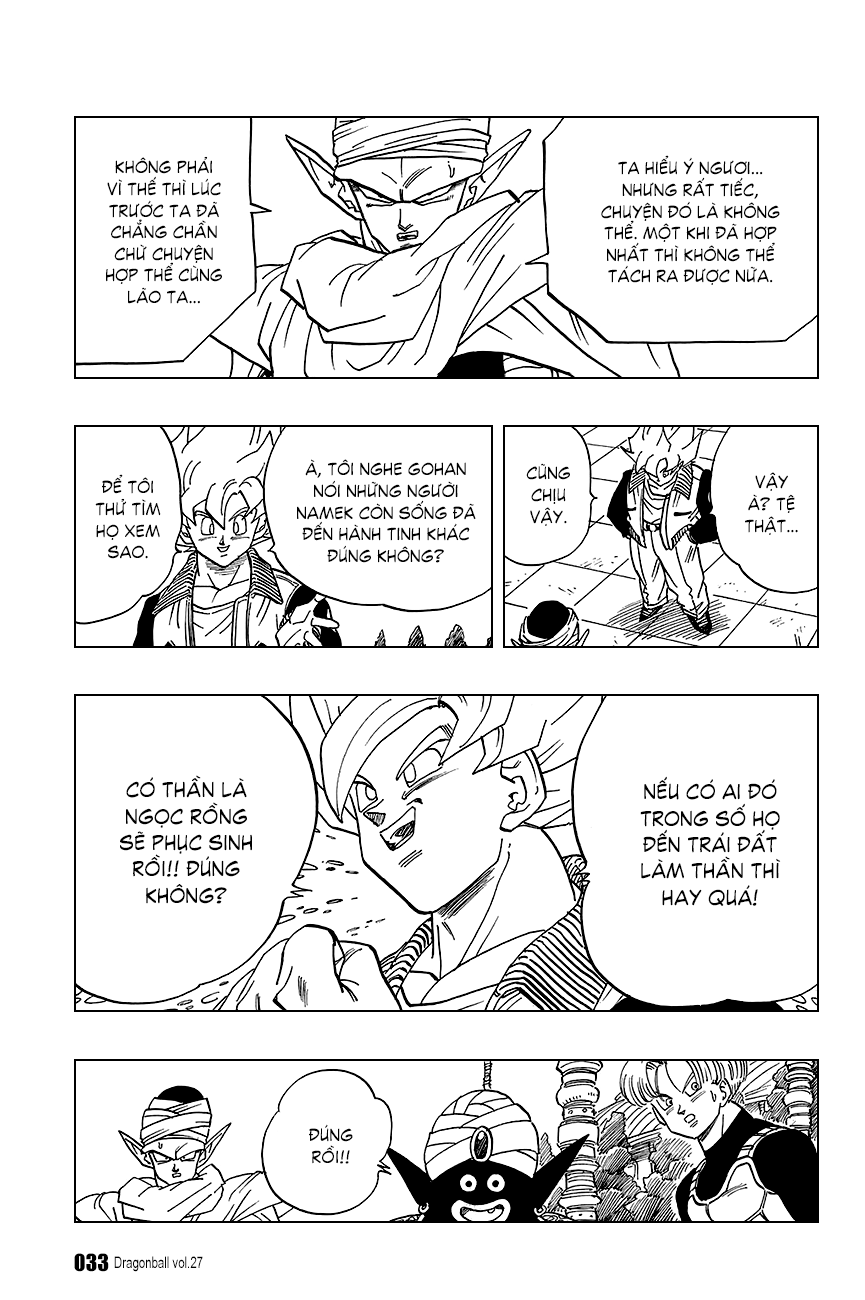 TA HIỂU Ý NGƯƠI...
NHƯNG RẤT TIẾC,
CHUYỆN ĐÓ LÀ KHÔNG
THỂ. MỘT KHI ĐÃ HỢP
NHẤT THÌ KHÔNG THỂ
TÁCH RA ĐƯỢC NỮA.
KHÔNG PHẢI
VÌ THẾ THÌ LÚC
TRƯỚC TA ĐÃ
CHẲNG CHẦN
CHỪ CHUYỆN
HỢP THỂ CÙNG
LÃO TA...
VẬY
À? TỆ
THẬT...
CŨNG
CHỊU
VẬY.
À, TÔI NGHE GOHAN
NÓI NHỮNG NGƯỜI
NAMEK CÒN SỐNG ĐÃ
ĐẾN HÀNH TINH KHÁC
ĐÚNG KHÔNG?
ĐỂ TÔI
THỬ TÌM
HỌ XEM
SAO.
NẾU CÓ AI ĐÓ
TRONG SỐ HỌ
ĐẾN TRÁI ĐẤT
LÀM THẦN THÌ
HAY QUÁ!
CÓ THẦN LÀ
NGỌC RỒNG
SẼ PHỤC SINH
RỒI!! ĐÚNG
KHÔNG?
ĐÚNG
RỒI!!
033 Dragonball vol.27